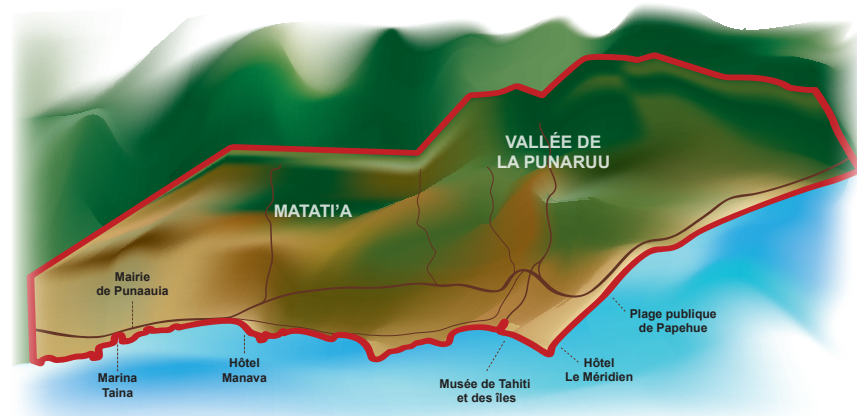 VALLÉE DE
LA PUNARUU
MATATI'A
Mairie
de Punaauia
Plage publique
de Papehue
Marina
Taina
Hôtel
Manava
Musée de Tahiti
et des îles
Hôtel
Le Méridien